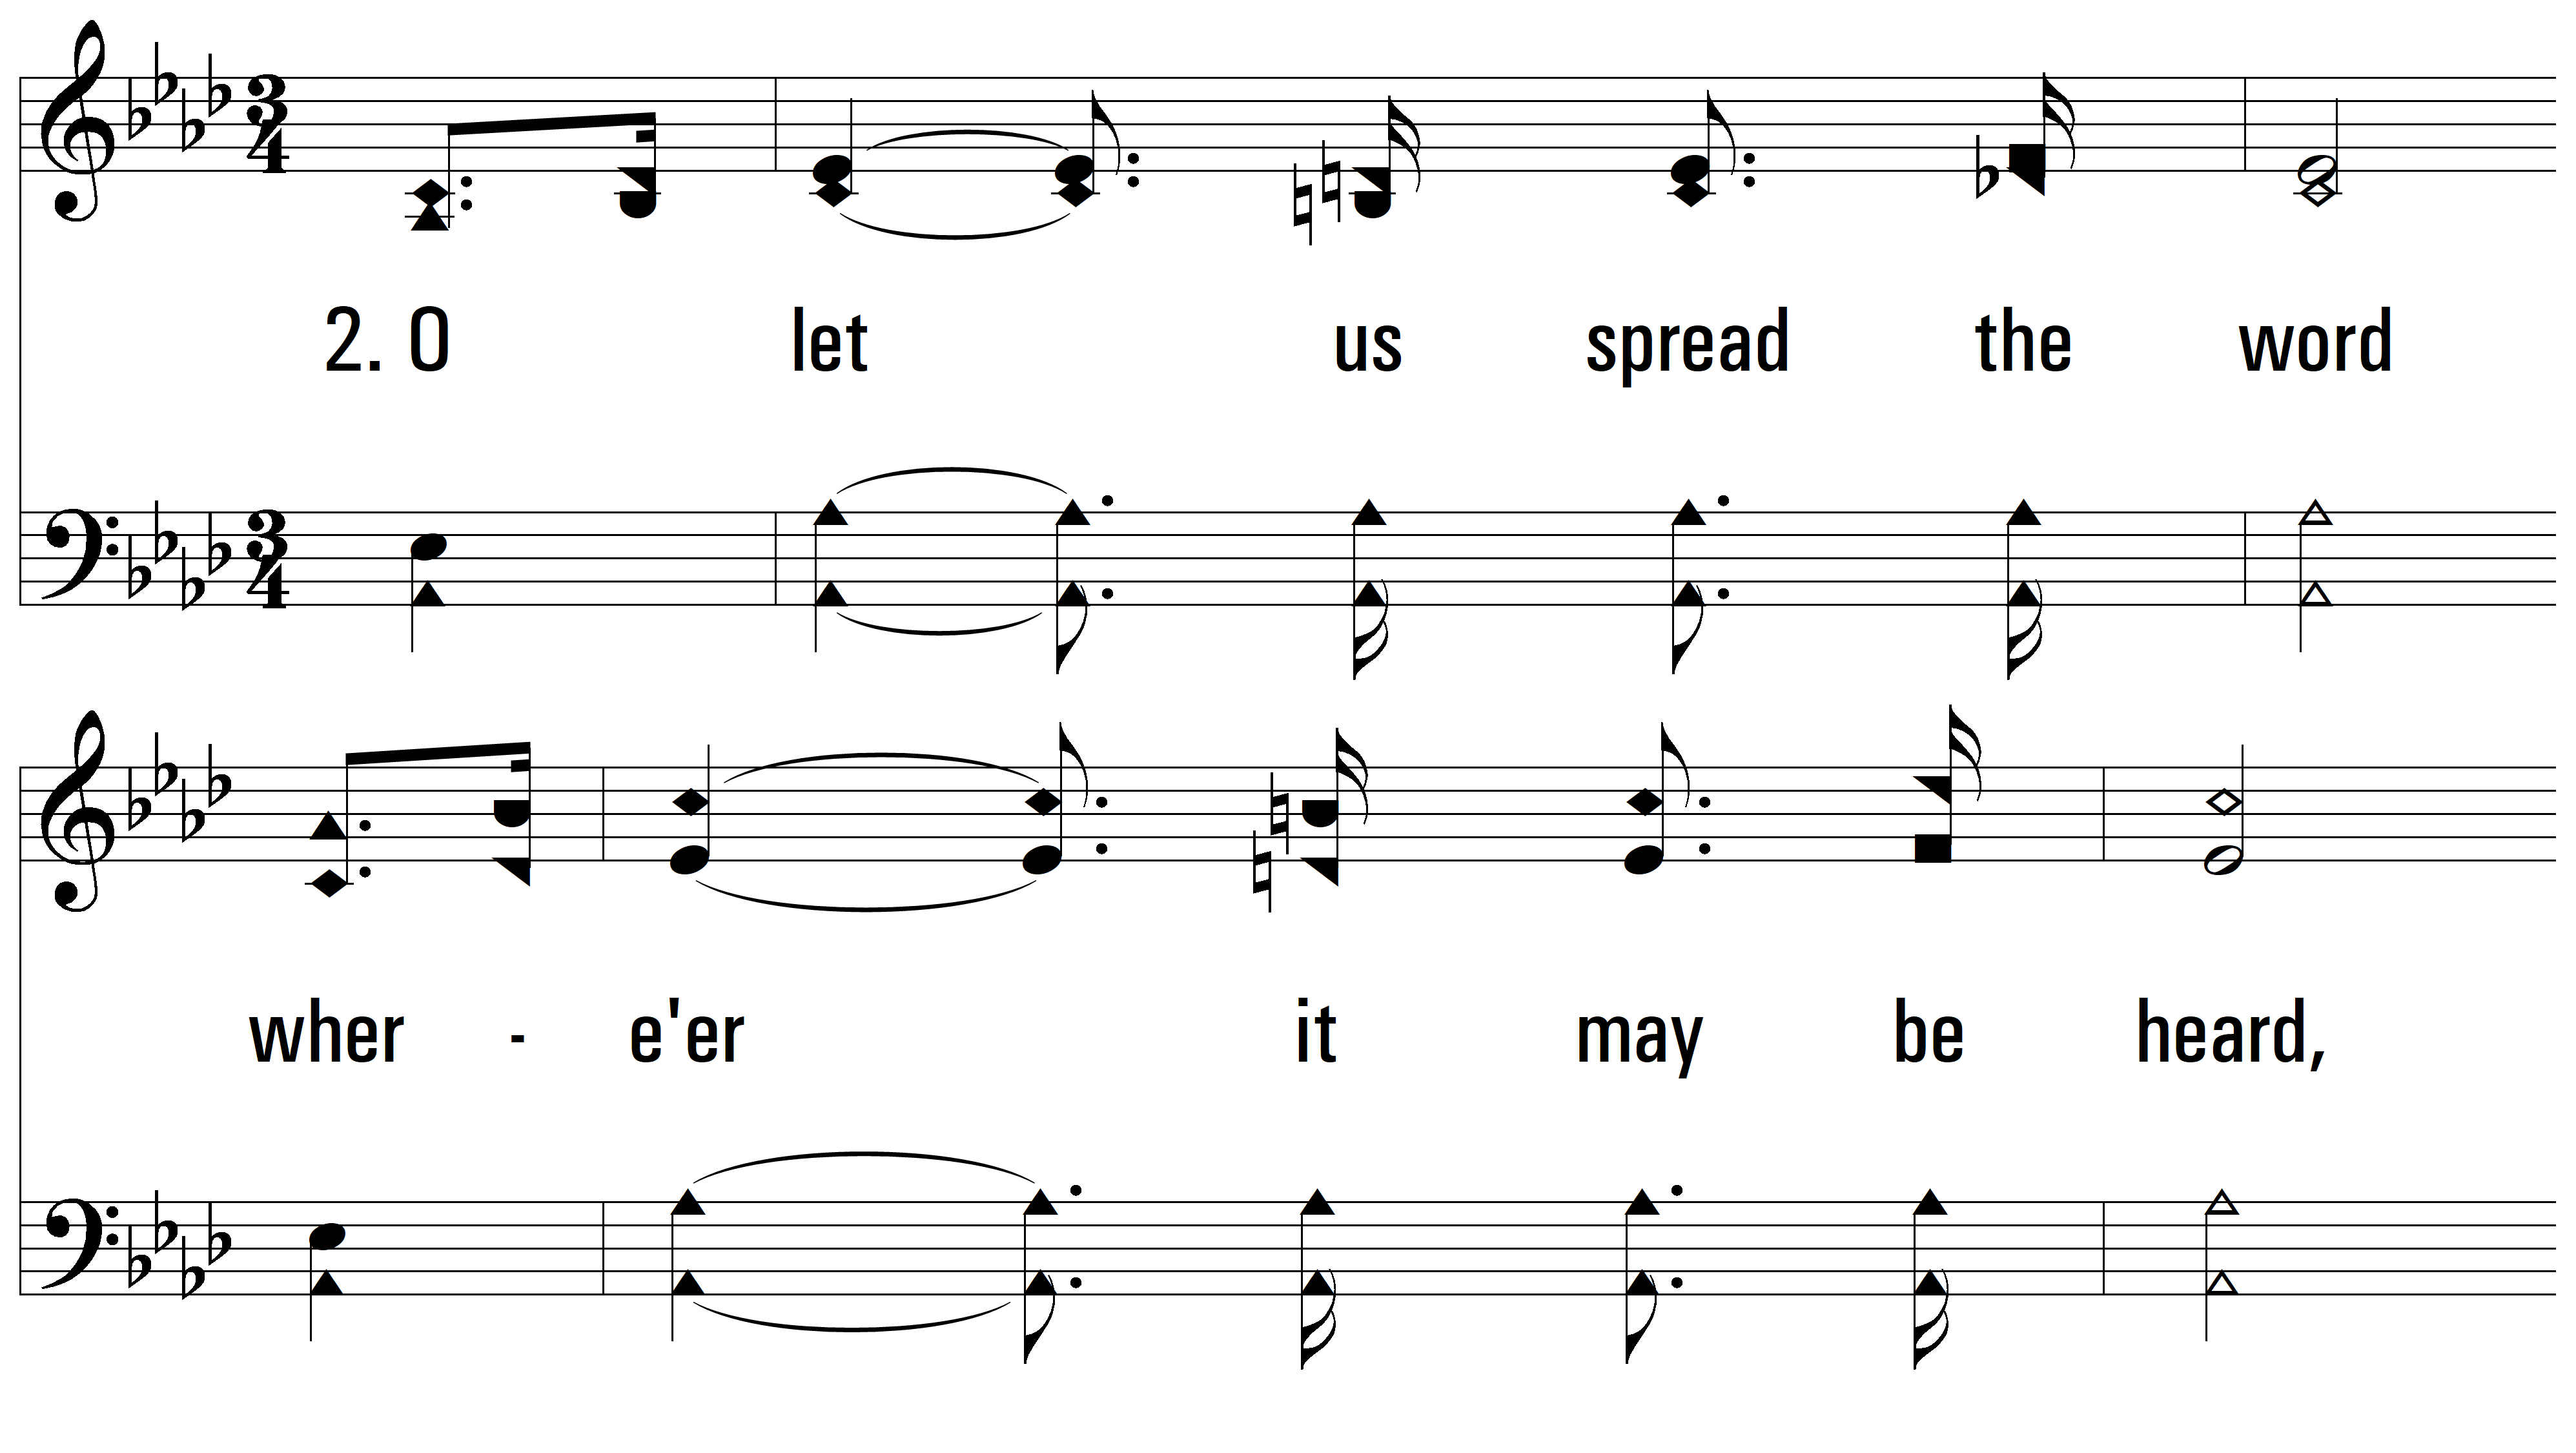 2. O let us spread the word
wher - e'er it may be heard,